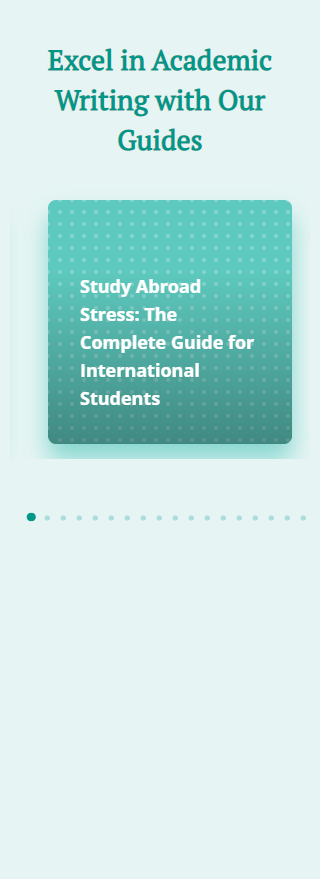 Excel in Academic
Writing with Our
Guides
Study Abroad
Stress: The
Complete Guide for
International
Students